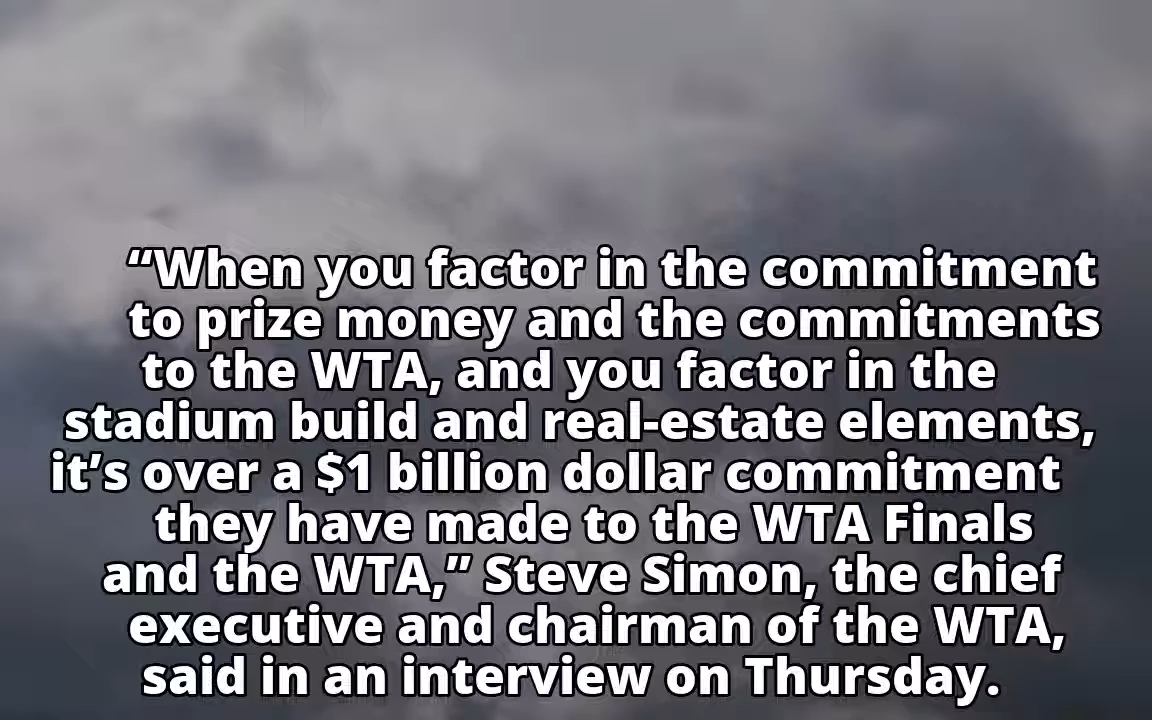 “When you factor in the commitment
to prize money and the commitments
to the WTA, and you factor in the
stadium build and real-estate elements,
it’s over a $1 billion dollar commitment
they have made to the WTA Finals
and the WTA,” Steve Simon, the chief
executive and chairman of the WTA,
said in an interview on Thursday.